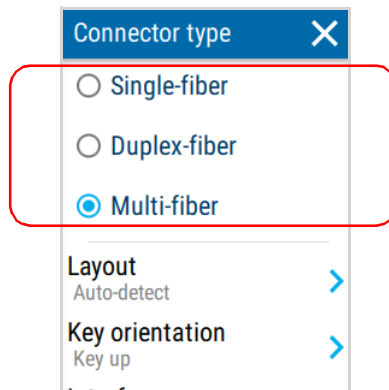 Connector type
Single-fiber
Duplex-fiber
Multi-fiber
Layout
Auto-detect
Key orientation
Key up